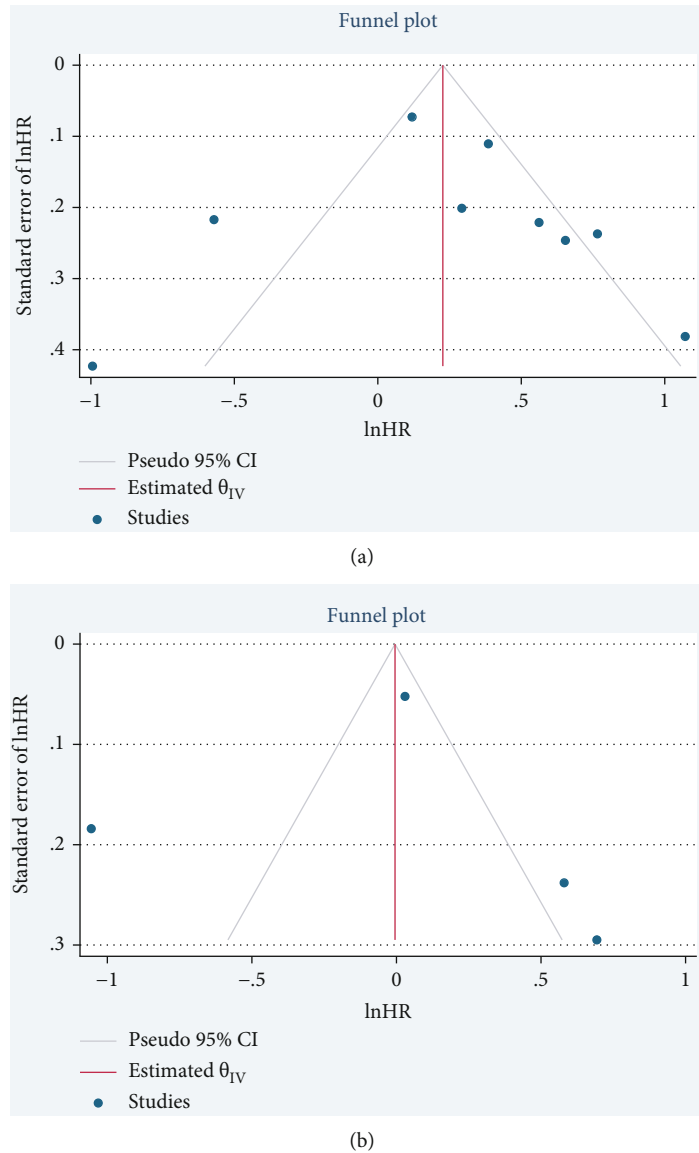 Funnel plot
Standard error of lnHR
0
.1
.2
.3
.4
−1
−.5
0
.5
1
lnHR
Pseudo 95% CI
Estimated θIV
Studies
(a)
Funnel plot
Standard error of lnHR
0
.1
.2
.3
−1
−.5
0
.5
1
lnHR
Pseudo 95% CI
Estimated θIV
Studies
(b)